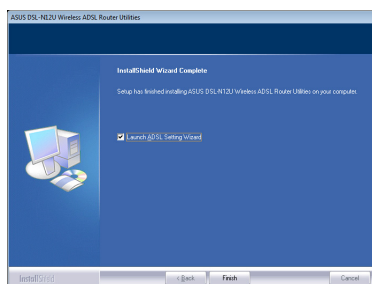 ASUS DSL-N12U Wireless ADSL Router Utilities
InstallShield Wizard Complete
Setup has finished installing ASUS DSL-N12U Wireless ADSL Router Utilities on your computer.
Launch ADSL Setting Wizard
InstallShield
< Back Finish Cancel